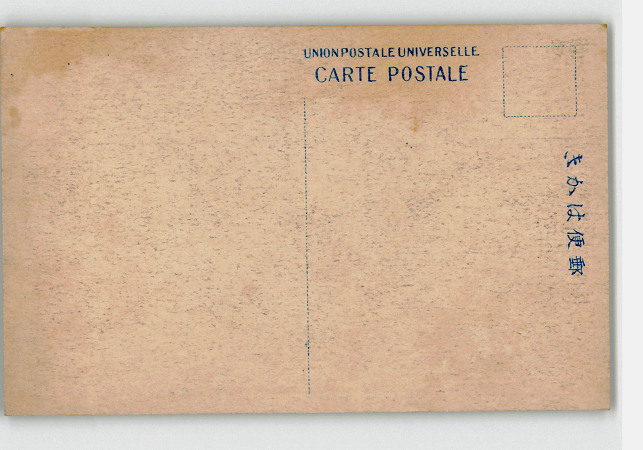 UNION POSTALE UNIVERSELLE.
CARTE POSTALE
郵便はかき